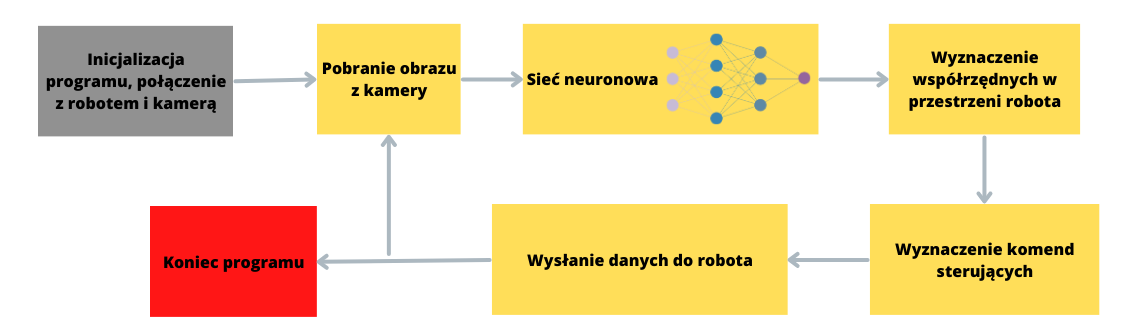 Inicjalizacja
programu, połączenie
z robotem i kamerą
Pobranie obrazu
z kamery
Sieć neuronowa
Wyznaczenie
współrzędnych w
przestrzeni robota
Wyznaczenie komend
sterujących
Wysłanie danych do robota
Koniec programu